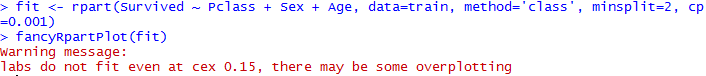 > fit <- rpart(Survived ~ Pclass + Sex + Age, data=train, method='class', minsplit=2, cp
=0.001)
> fancyRpartPlot(fit)
Warning message:
labs do not fit even at cex 0.15, there may be some overplotting